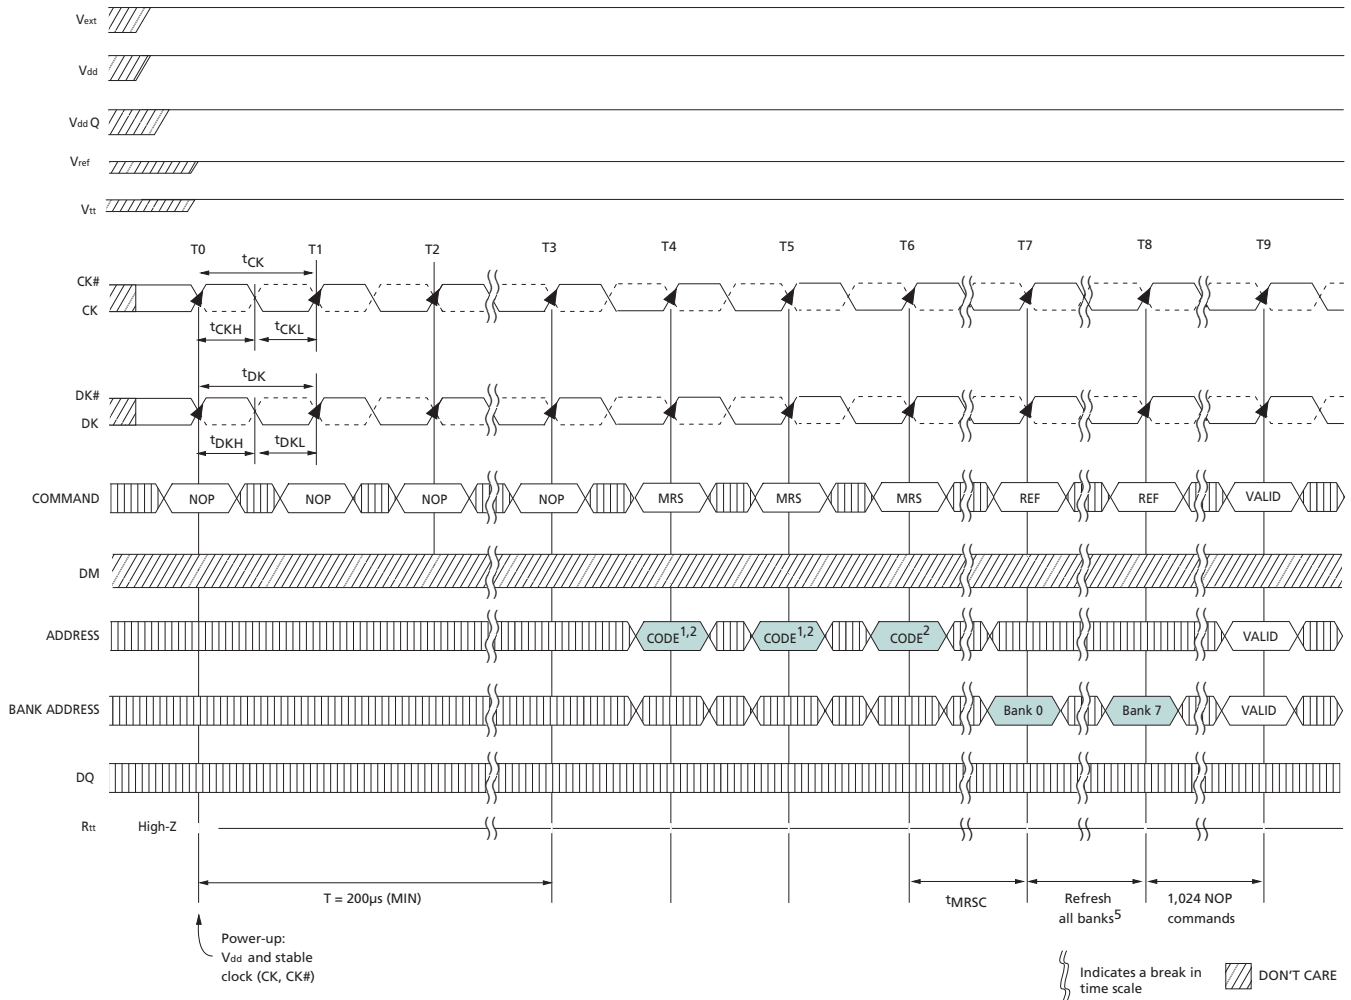 Vext
Vdd
VddQ
Vref
Vtt
T0 T1 T2 T3 T4 T5 T6 T7 T8 T9
tCK
CK#
CK
tCKH tCKL
tDK
DK#
DK
tDKH tDKL
COMMAND NOP NOP NOP NOP MRS MRS MRS REF REF VALID
DM
ADDRESS CODE1,2 CODE1,2 CODE2 VALID
BANK ADDRESS Bank 0 Bank 7 VALID
DQ
Rtt High-Z
T = 200µs (MIN)
tMRSC
Refresh
all banks5
1,024 NOP
commands
Power-up:
Vdd and stable
clock (CK, CK#)
Indicates a break in
time scale
DON'T CARE